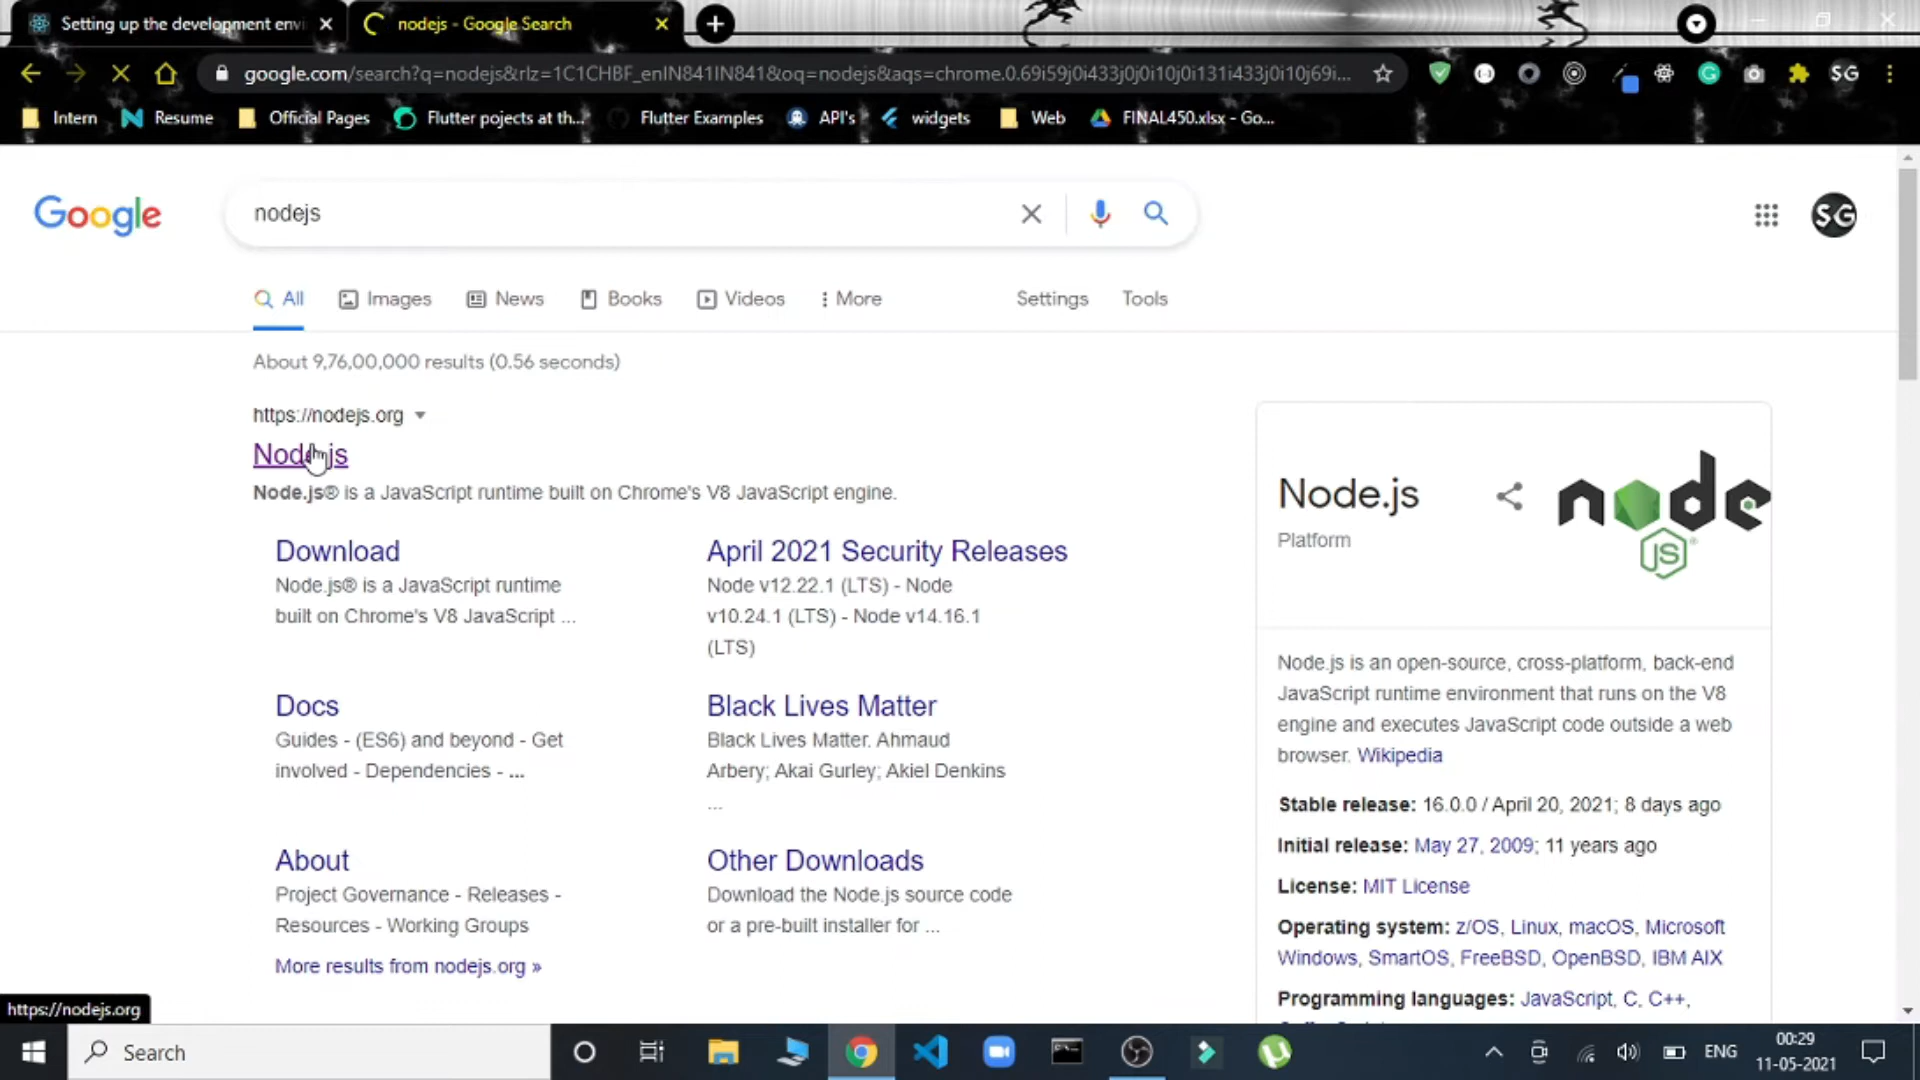 Setting up the development envi
nodejs - Google Search
google.com/search?q=nodejs&rlz=1C1CHBF_enIN841IN841&oq=nodejs&aqs=chrome.0.69i59j0i433j0j0i10j0i131i433j0i10j69i...
SG
Intern
Resume
Official Pages
Flutter pojects at th...
Flutter Examples
API's
widgets
Web
FINAL450.xlsx - Go...
Google
nodejs
SG
All
Images
News
Books
Videos
More
Settings
Tools
About 9,76,00,000 results (0.56 seconds)
https://nodejs.org
Node.js
Node.js® is a JavaScript runtime built on Chrome's V8 JavaScript engine.
Download
Node.js® is a JavaScript runtime
built on Chrome's V8 JavaScript ...
April 2021 Security Releases
Node v12.22.1 (LTS) - Node
v10.24.1 (LTS) - Node v14.16.1
(LTS)
Docs
Guides - (ES6) and beyond - Get
involved - Dependencies - ...
Black Lives Matter
Black Lives Matter. Ahmaud
Arbery; Akai Gurley; Akiel Denkins
...
About
Project Governance - Releases -
Resources - Working Groups
Other Downloads
Download the Node.js source code
or a pre-built installer for ...
More results from nodejs.org »
Node.js
Platform
node
JS
Node.js is an open-source, cross-platform, back-end
JavaScript runtime environment that runs on the V8
engine and executes JavaScript code outside a web
browser. Wikipedia
Stable release: 16.0.0 / April 20, 2021; 8 days ago
Initial release: May 27, 2009; 11 years ago
License: MIT License
Operating system: z/OS, Linux, macOS, Microsoft
Windows, SmartOS, FreeBSD, OpenBSD, IBM AIX
Programming languages: JavaScript, C, C++,
https://nodejs.org
Search
ENG
00:29
11-05-2021